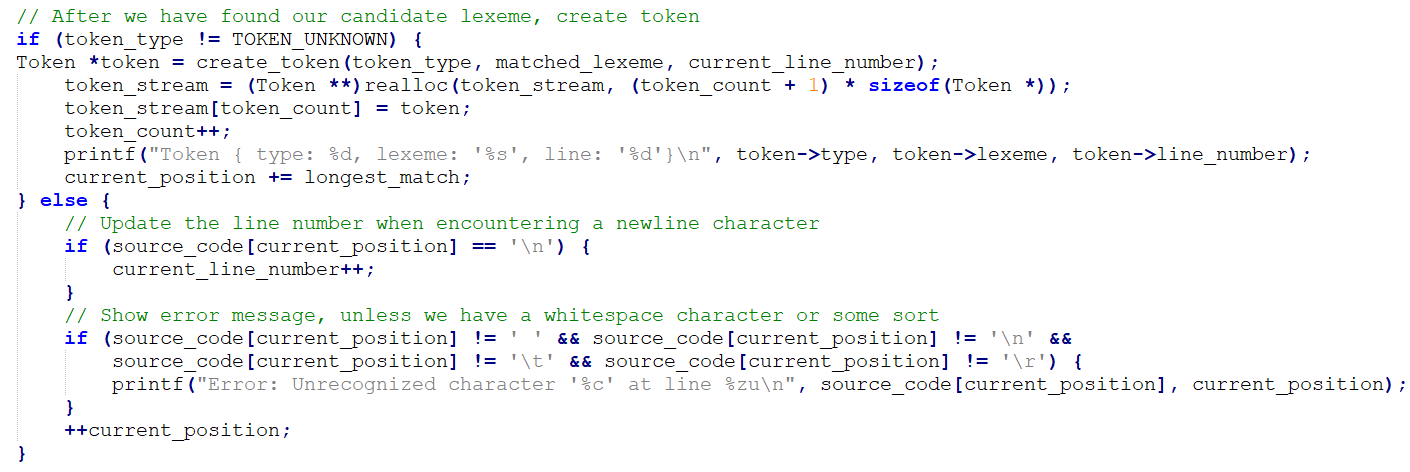 // After we have found our candidate lexeme, create token
if (token_type != TOKEN_UNKNOWN) {
Token *token = create_token(token_type, matched_lexeme, current_line_number);
    token_stream = (Token **)realloc(token_stream, (token_count + 1) * sizeof(Token *));
    token_stream[token_count] = token;
    token_count++;
    printf("Token { type: %d, lexeme: '%s', line: '%d'}\n", token->type, token->lexeme, token->line_number);
    current_position += longest_match;
} else {
    // Update the line number when encountering a newline character
    if (source_code[current_position] == '\n') {
        current_line_number++;
    }
    // Show error message, unless we have a whitespace character or some sort
    if (source_code[current_position] != ' ' && source_code[current_position] != '\n' &&
        source_code[current_position] != '\t' && source_code[current_position] != '\r') {
        printf("Error: Unrecognized character '%c' at line %zu\n", source_code[current_position], current_position);
    }
    ++current_position;
}